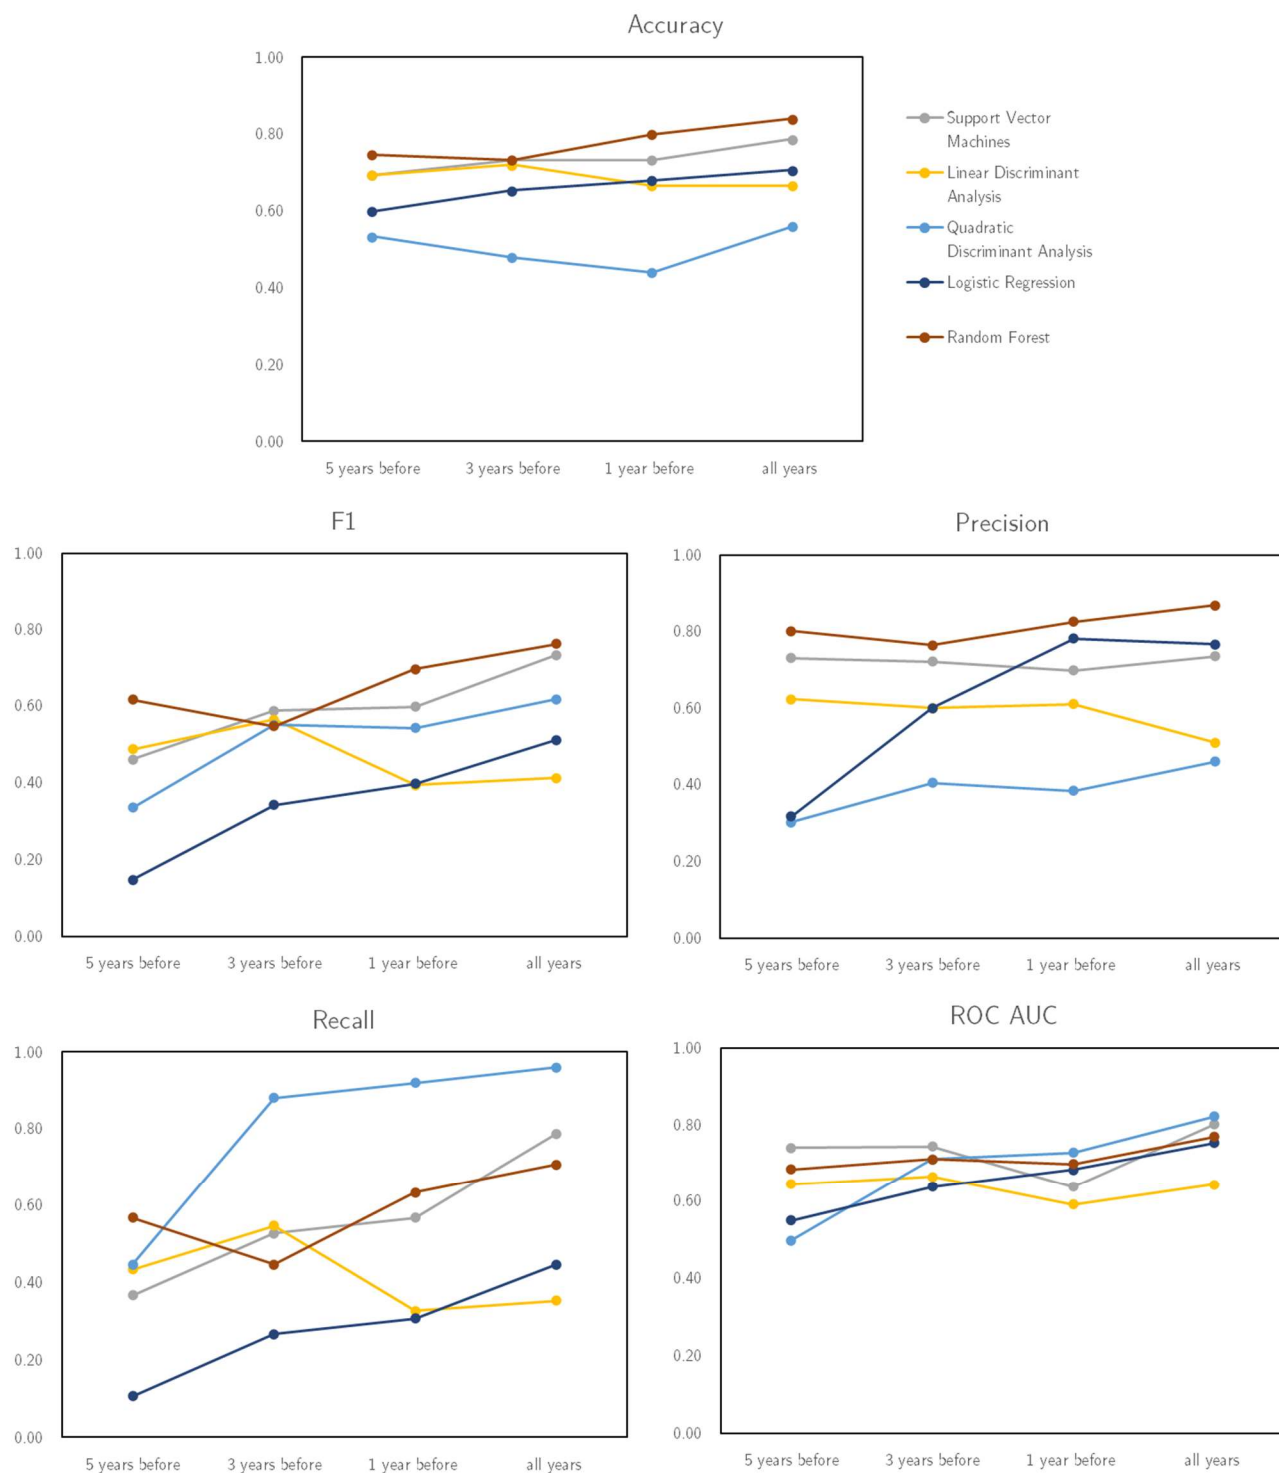 Accuracy
1.00
0.80
0.60
0.40
0.20
0.00
5 years before
3 years before
1 year before
all years
Support Vector
Machines
Linear Discriminant
Analysis
Quadratic
Discriminant Analysis
Logistic Regression
Random Forest
F1
1.00
0.80
0.60
0.40
0.20
0.00
5 years before
3 years before
1 year before
all years
Precision
1.00
0.80
0.60
0.40
0.20
0.00
5 years before
3 years before
1 year before
all years
Recall
1.00
0.80
0.60
0.40
0.20
0.00
5 years before
3 years before
1 year before
all years
ROC AUC
1.00
0.80
0.60
0.40
0.20
0.00
5 years before
3 years before
1 year before
all years